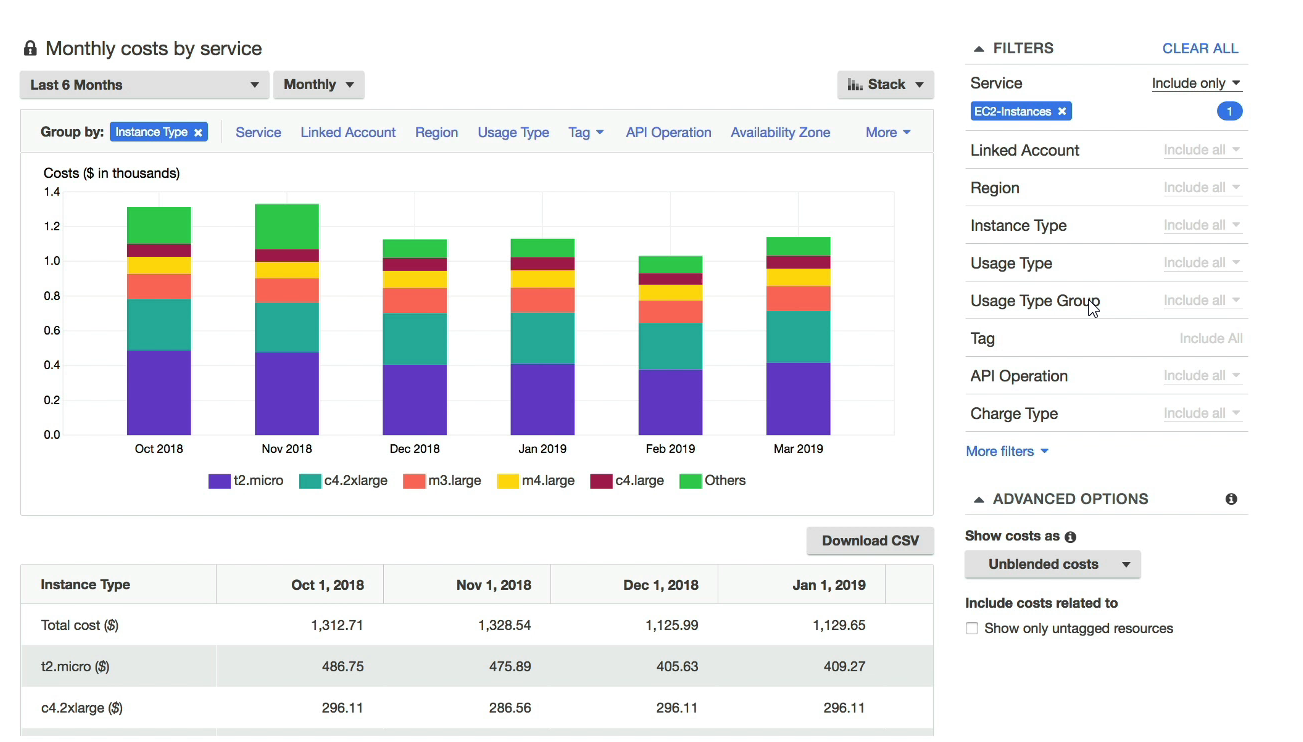 Monthly costs by service
Last 6 Months Monthly Stack
Group by: Instance Type × Service Linked Account Region Usage Type Tag API Operation Availability Zone More
Costs ($ in thousands)
1.4
1.2
1.0
0.8
0.6
0.4
0.2
0.0
Oct 2018 Nov 2018 Dec 2018 Jan 2019 Feb 2019 Mar 2019
t2.micro c4.2xlarge m3.large m4.large c4.large Others
Download CSV
Instance Type Oct 1, 2018 Nov 1, 2018 Dec 1, 2018 Jan 1, 2019
Total cost ($) 1,312.71 1,328.54 1,125.99 1,129.65
t2.micro ($) 486.75 475.89 405.63 409.27
c4.2xlarge ($) 296.11 286.56 296.11 296.11
FILTERS CLEAR ALL
Service Include only
EC2-Instances × 1
Linked Account Include all
Region Include all
Instance Type Include all
Usage Type Include all
Usage Type Group Include all
Tag Include All
API Operation Include all
Charge Type Include all
More filters
ADVANCED OPTIONS i
Show costs as i
Unblended costs
Include costs related to
Show only untagged resources